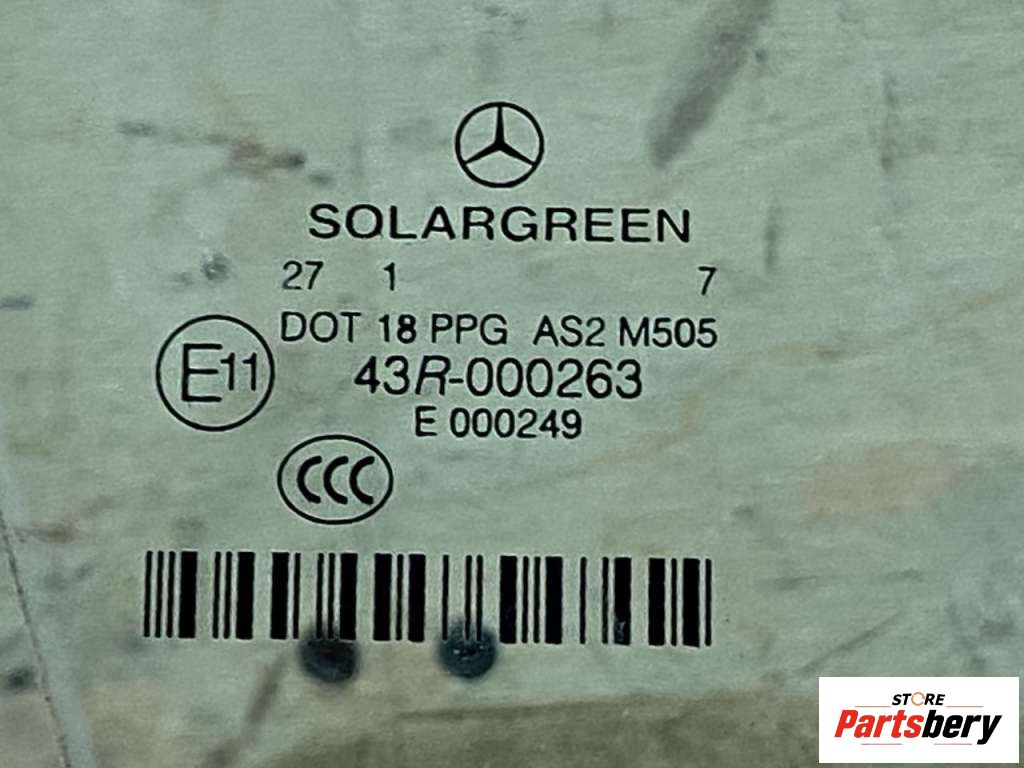 SOLARGREEN
27 1 7
DOT 18 PPG AS2 M505
E11
43R-000263
E 000249
CCC
STORE
Partsbery